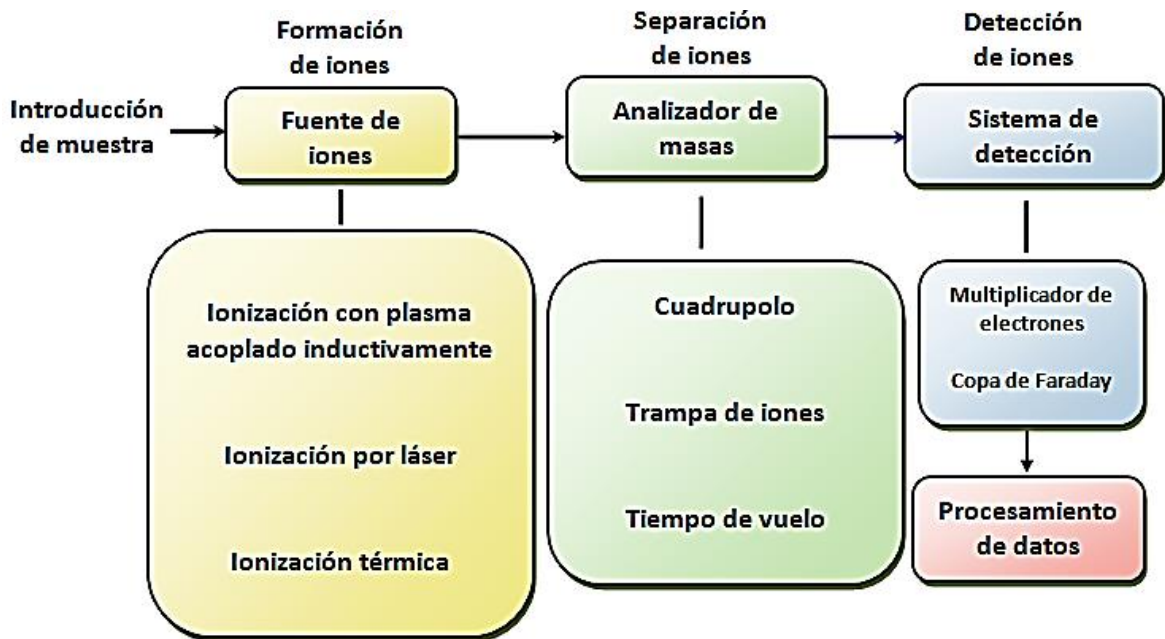 Formación
de iones
Separación
de iones
Detección
de iones
Introducción
de muestra
Fuente de
iones
Analizador de
masas
Sistema de
detección
Ionización con plasma
acoplado inductivamente
Ionización por láser
Ionización térmica
Cuadrupolo
Trampa de iones
Tiempo de vuelo
Multiplicador de
electrones
Copa de Faraday
Procesamiento
de datos